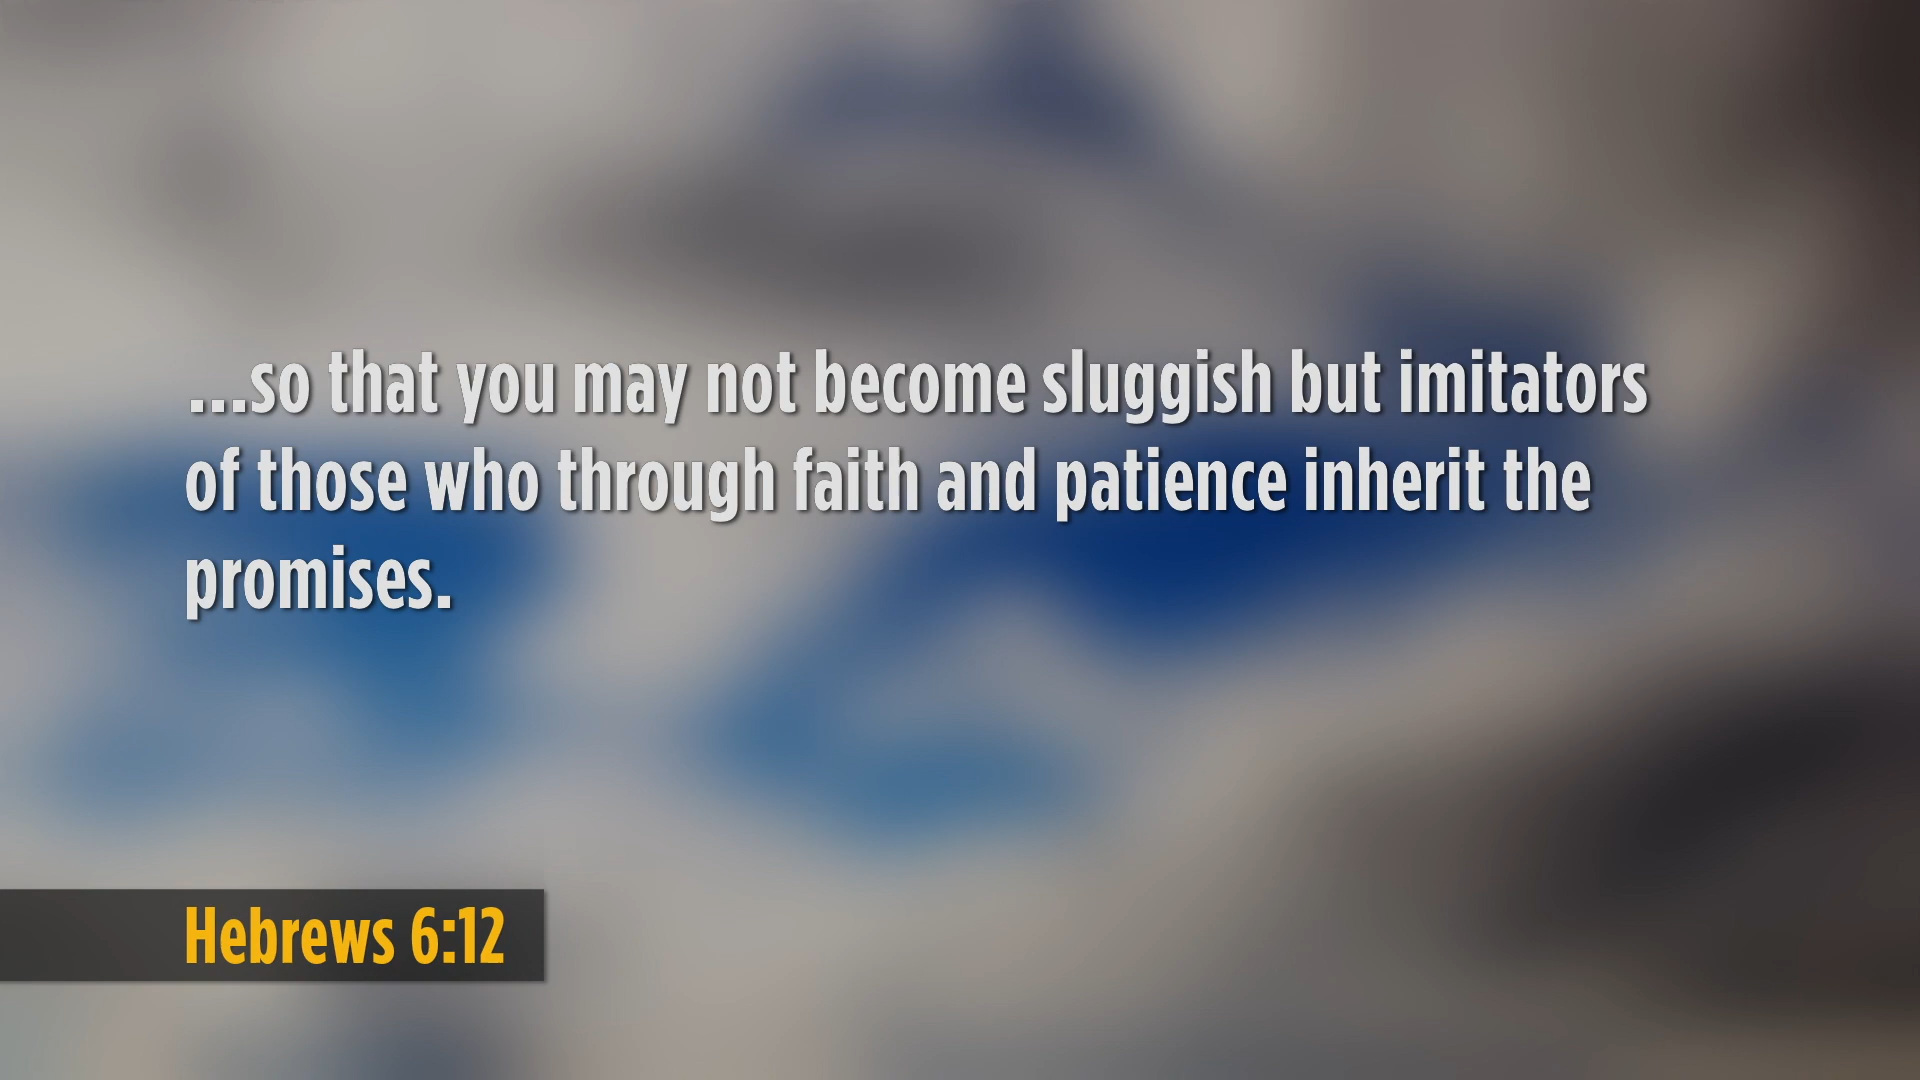 ...so that you may not become sluggish but imitators
of those who through faith and patience inherit the
promises.
Hebrews 6:12